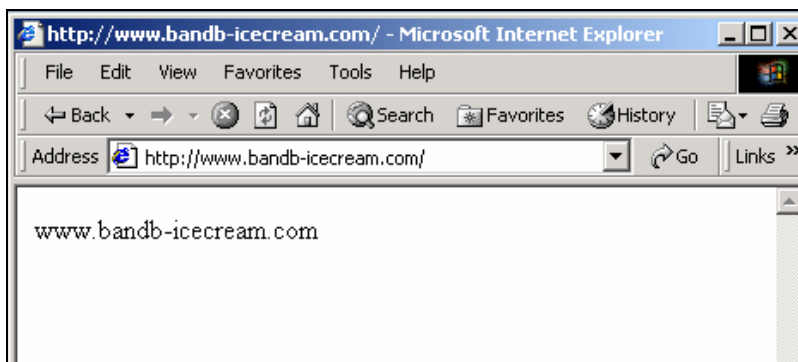 http://www.bandb-icecream.com/ - Microsoft Internet Explorer
File Edit View Favorites Tools Help
Back Search Favorites History
Address http://www.bandb-icecream.com/ Go Links »
www.bandb-icecream.com